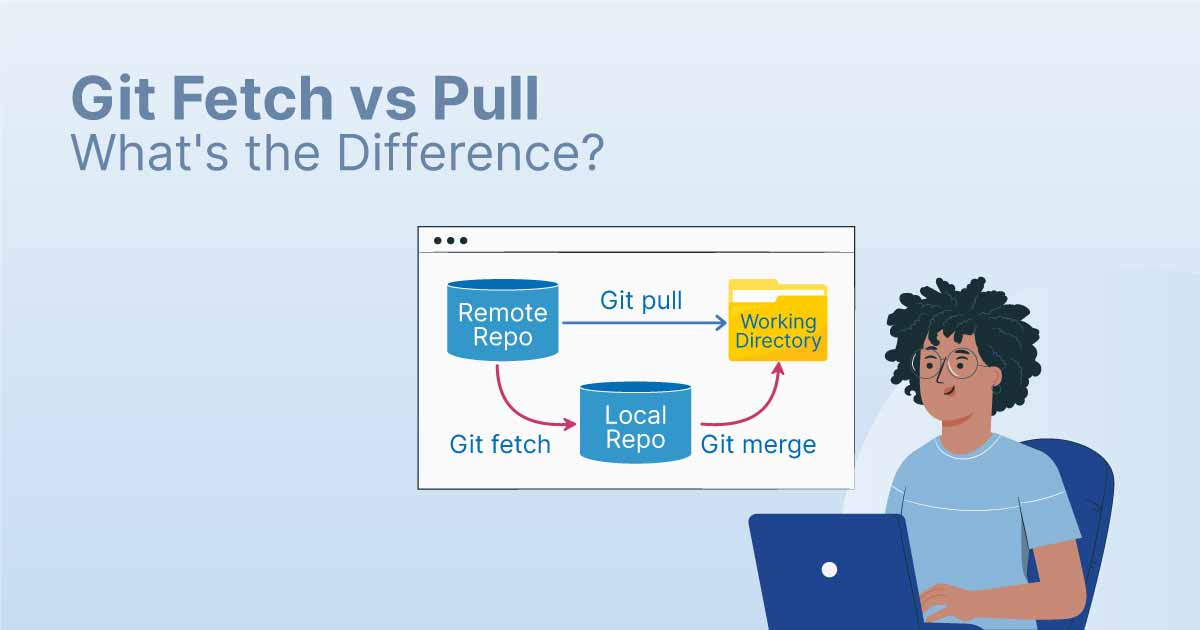 Git Fetch vs Pull
What's the Difference?
Git pull
Remote
Repo
Working
Directory
Local
Repo
Git fetch
Git merge